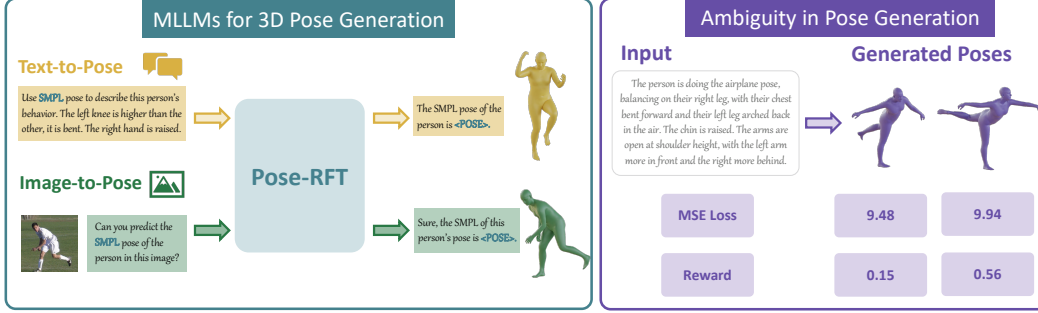 MLLMs for 3D Pose Generation
Text-to-Pose
Use SMPL pose to describe this person's
behavior. The left knee is higher than the
other, it is bent. The right hand is raised.
Pose-RFT
The SMPL pose of the
person is <POSE>.
Image-to-Pose
Can you predict the
SMPL pose of the
person in this image?
Sure, the SMPL of this
person's pose is <POSE>.
Ambiguity in Pose Generation
Input
Generated Poses
The person is doing the airplane pose,
balancing on their right leg, with their chest
bent forward and their left leg arched back
in the air. The chin is raised. The arms are
open at shoulder height, with the left arm
more in front and the right more behind.
MSE Loss
9.48
9.94
Reward
0.15
0.56